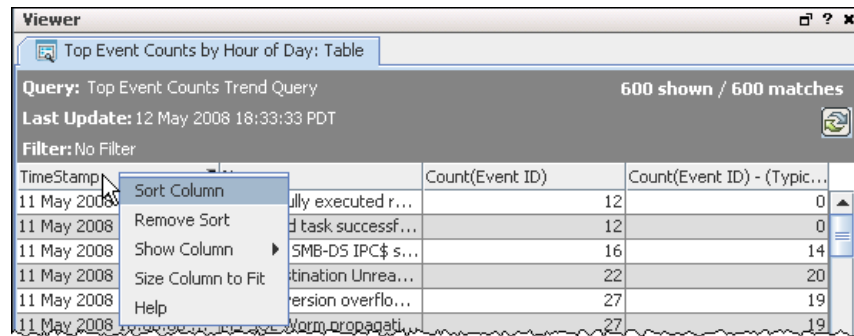 Viewer
Top Event Counts by Hour of Day: Table
Query: Top Event Counts Trend Query 600 shown / 600 matches
Last Update: 12 May 2008 18:33:33 PDT
Filter: No Filter
TimeStamp Count(Event ID) Count(Event ID) - (Typic...
Sort Column
Remove Sort
Show Column
Size Column to Fit
Help
11 May 2008 ully executed r... 12 0
11 May 2008 d task successf... 12 0
11 May 2008 SMB-DS IPC$ s... 16 14
11 May 2008 tination Unrea... 22 20
11 May 2008 version overflo... 27 19
11 May 2008 Worm propagati... 27 19